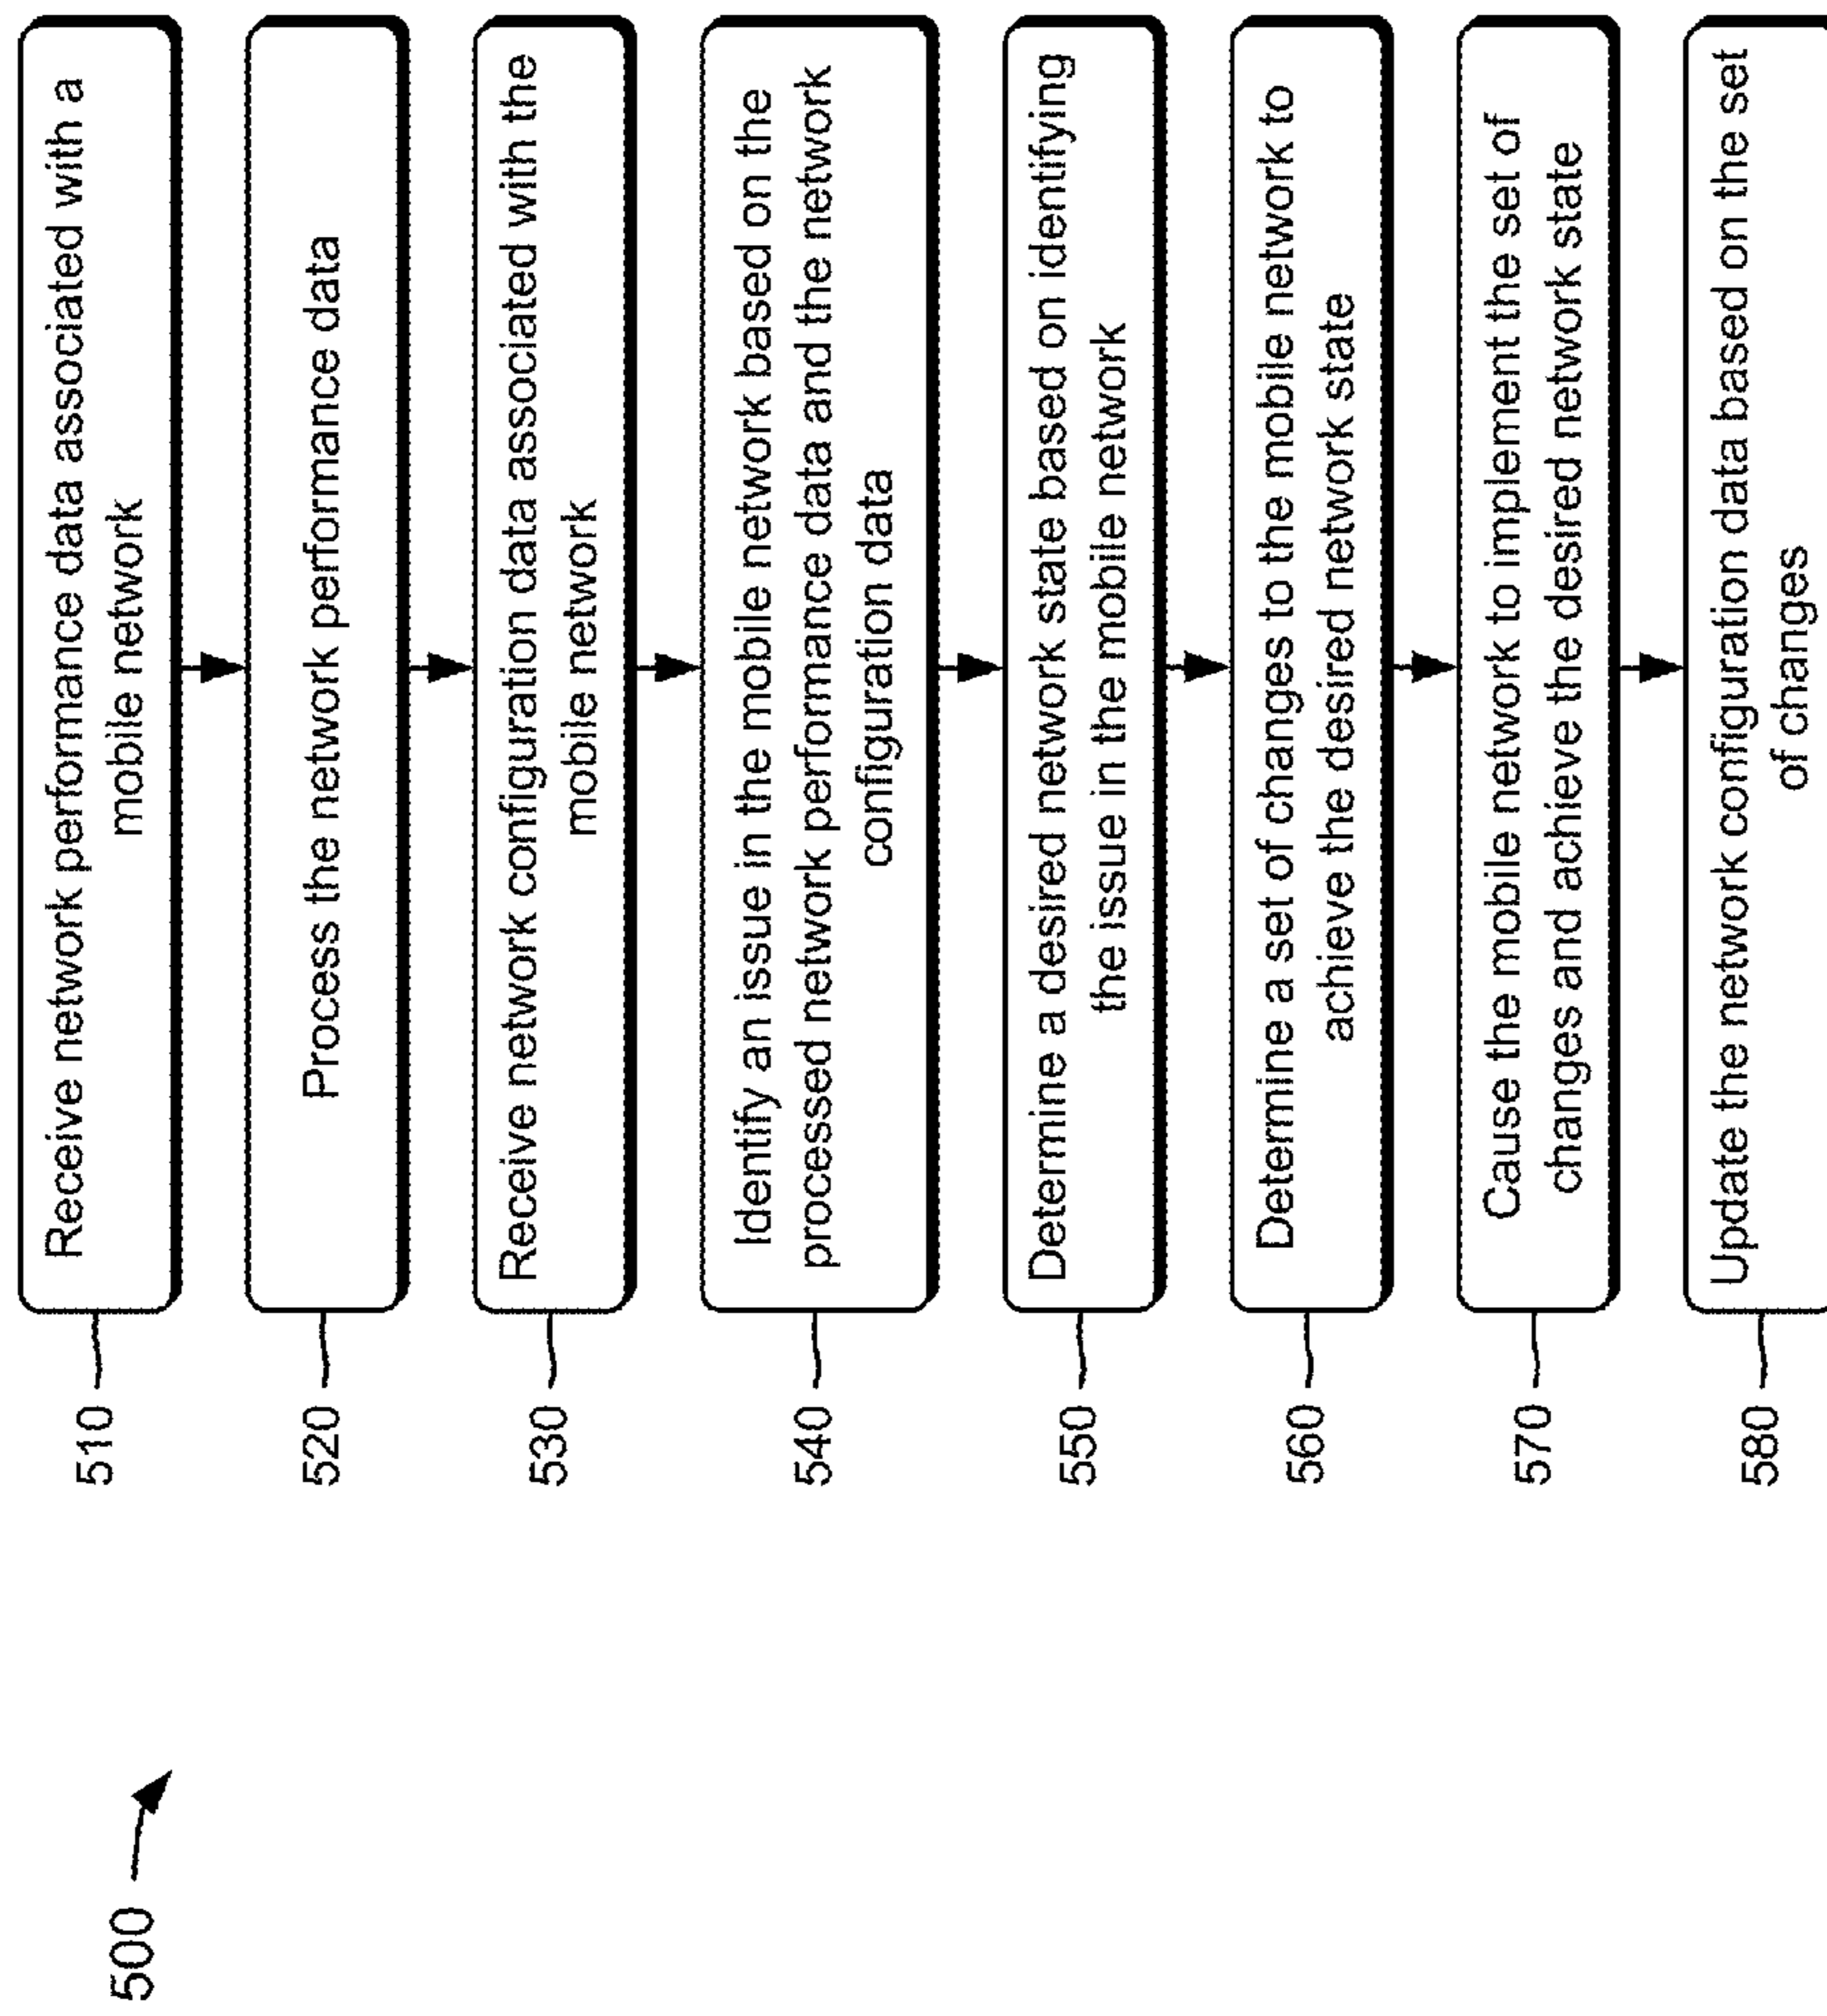 500
510
Receive network performance data associated with a
mobile network
520
Process the network performance data
530
Receive network configuration data associated with the
mobile network
540
Identify an issue in the mobile network based on the
processed network performance data and the network
configuration data
550
Determine a desired network state based on identifying
the issue in the mobile network
560
Determine a set of changes to the mobile network to
achieve the desired network state
570
Cause the mobile network to implement the set of
changes and achieve the desired network state
580
Update the network configuration data based on the set
of changes